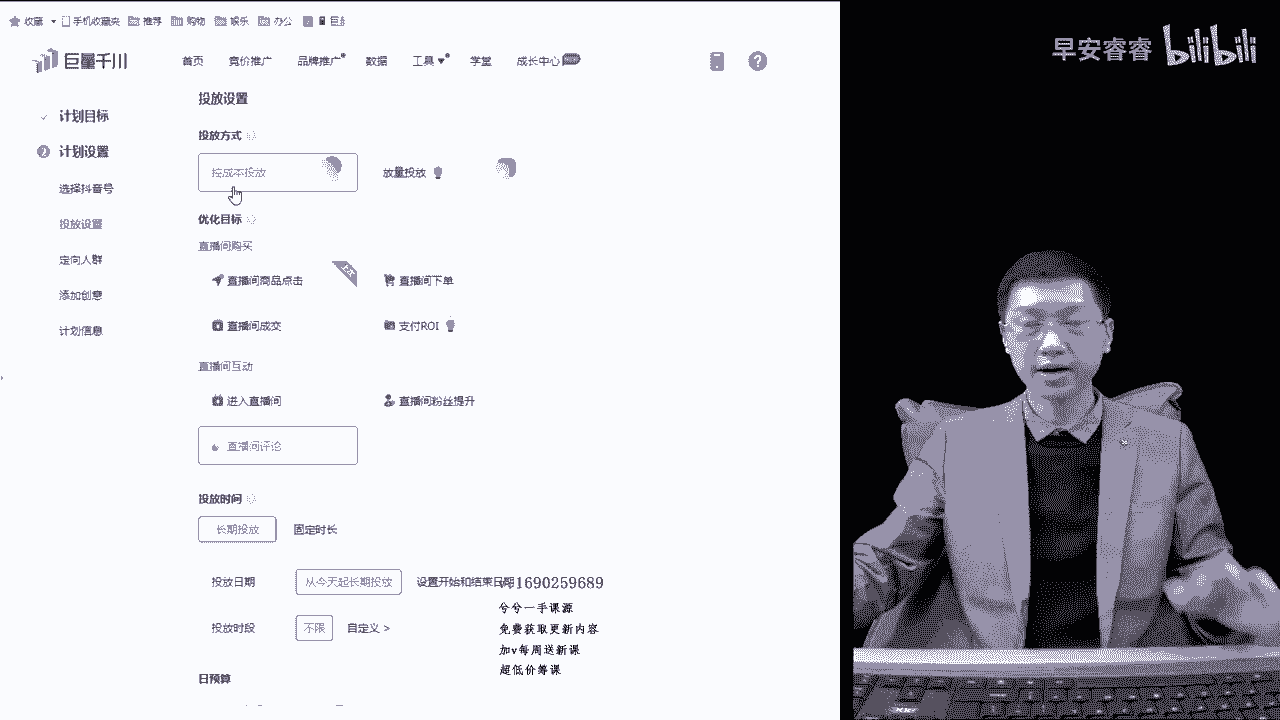 收藏 手机收藏夹 推荐 购物 娱乐 办公
巨量千川 首页 竞价推广 品牌推广 数据 工具 学堂 成长中心
早安睿睿 bilibili
计划目标
计划设置
选择抖音号
投放设置
定向人群
添加创意
计划信息
投放设置
投放方式
按成本投放 放量投放
优化目标
直播间购买
直播间商品点击 直播间下单
直播间成交 支付ROI
直播间互动
进入直播间 直播间粉丝提升
直播间评论
投放时间
长期投放 固定时长
投放日期 从今天起长期投放 设置开始和结束日期
投放时段 不限 自定义 >
日预算
1690259689
兮兮一手课源
免费获取更新内容
加v每周送新课
超低价筹课